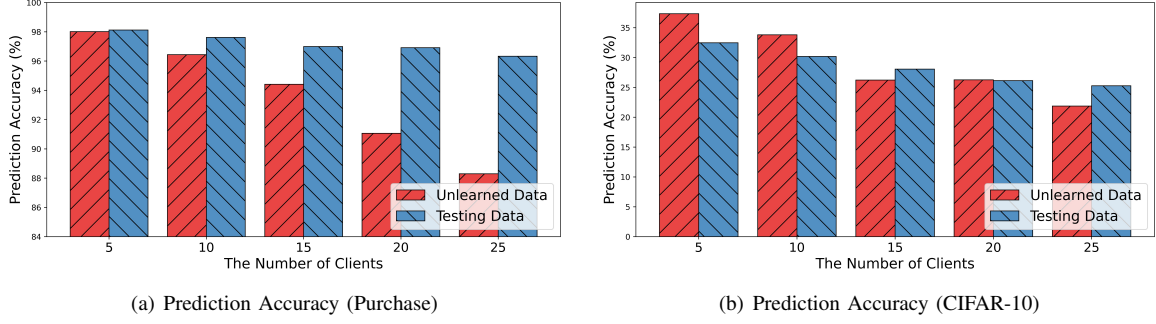 100
98
96
94
92
90
88
86
84
Prediction Accuracy (%)
5 10 15 20 25
The Number of Clients
Unlearned Data
Testing Data
(a) Prediction Accuracy (Purchase)
35
30
25
20
15
10
5
0
Prediction Accuracy (%)
5 10 15 20 25
The Number of Clients
Unlearned Data
Testing Data
(b) Prediction Accuracy (CIFAR-10)